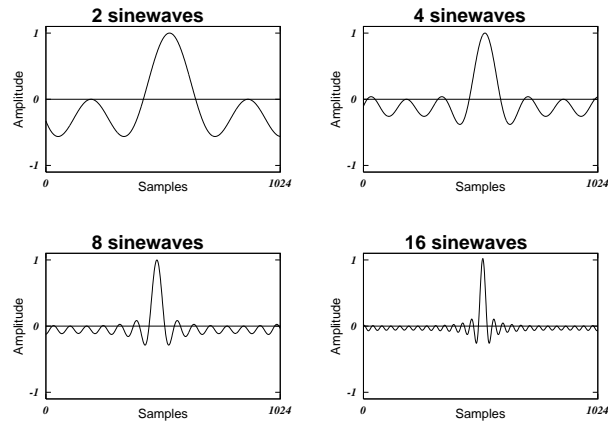 2 sinewaves
1
0
-1
Amplitude
0
Samples
1024
4 sinewaves
1
0
-1
Amplitude
0
Samples
1024
8 sinewaves
1
0
-1
Amplitude
0
Samples
1024
16 sinewaves
1
0
-1
Amplitude
0
Samples
1024